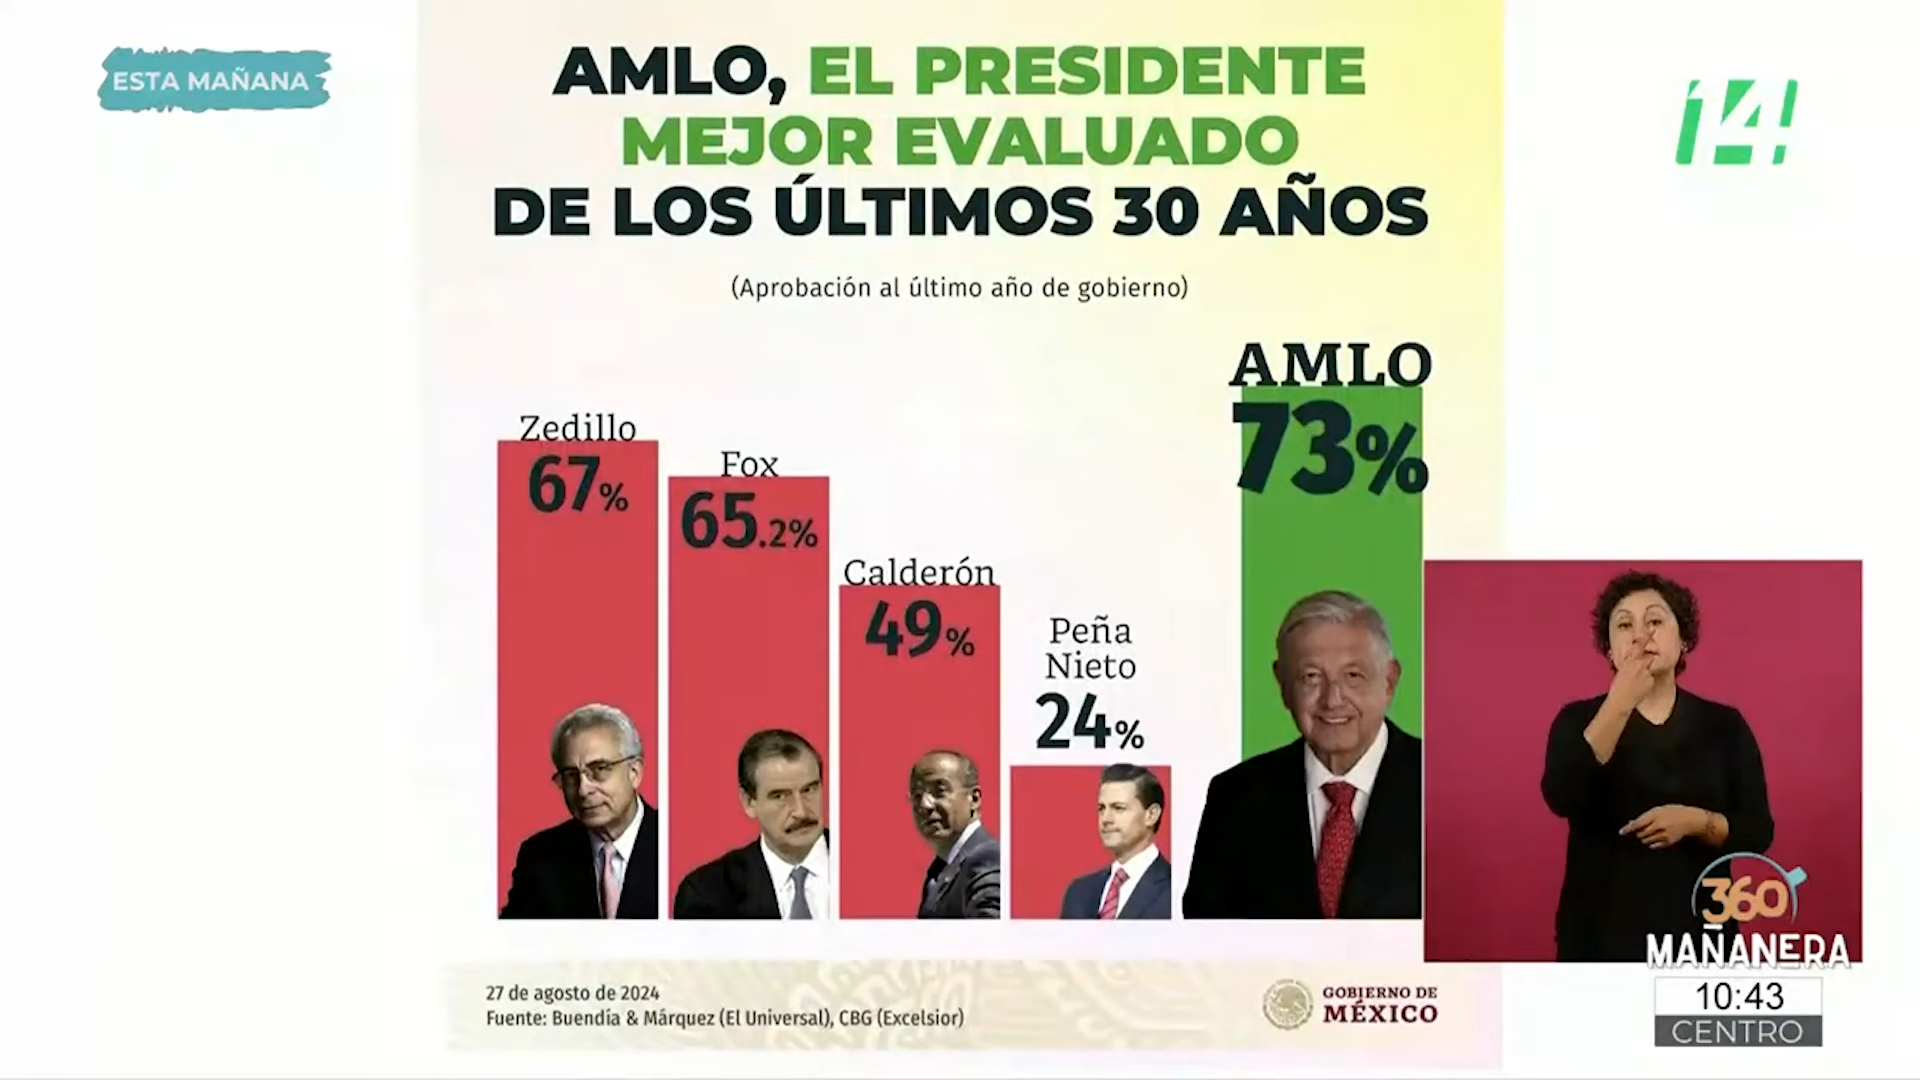 ESTA MAÑANA
AMLO, EL PRESIDENTE
MEJOR EVALUADO
DE LOS ÚLTIMOS 30 AÑOS
(Aprobación al último año de gobierno)
14!
Zedillo
67%
Fox
65.2%
Calderón
49%
Peña
Nieto
24%
AMLO
73%
27 de agosto de 2024
Fuente: Buendía & Márquez (El Universal), CBG (Excelsior)
GOBIERNO DE
MÉXICO
360
MAÑANERA
10:43
CENTRO